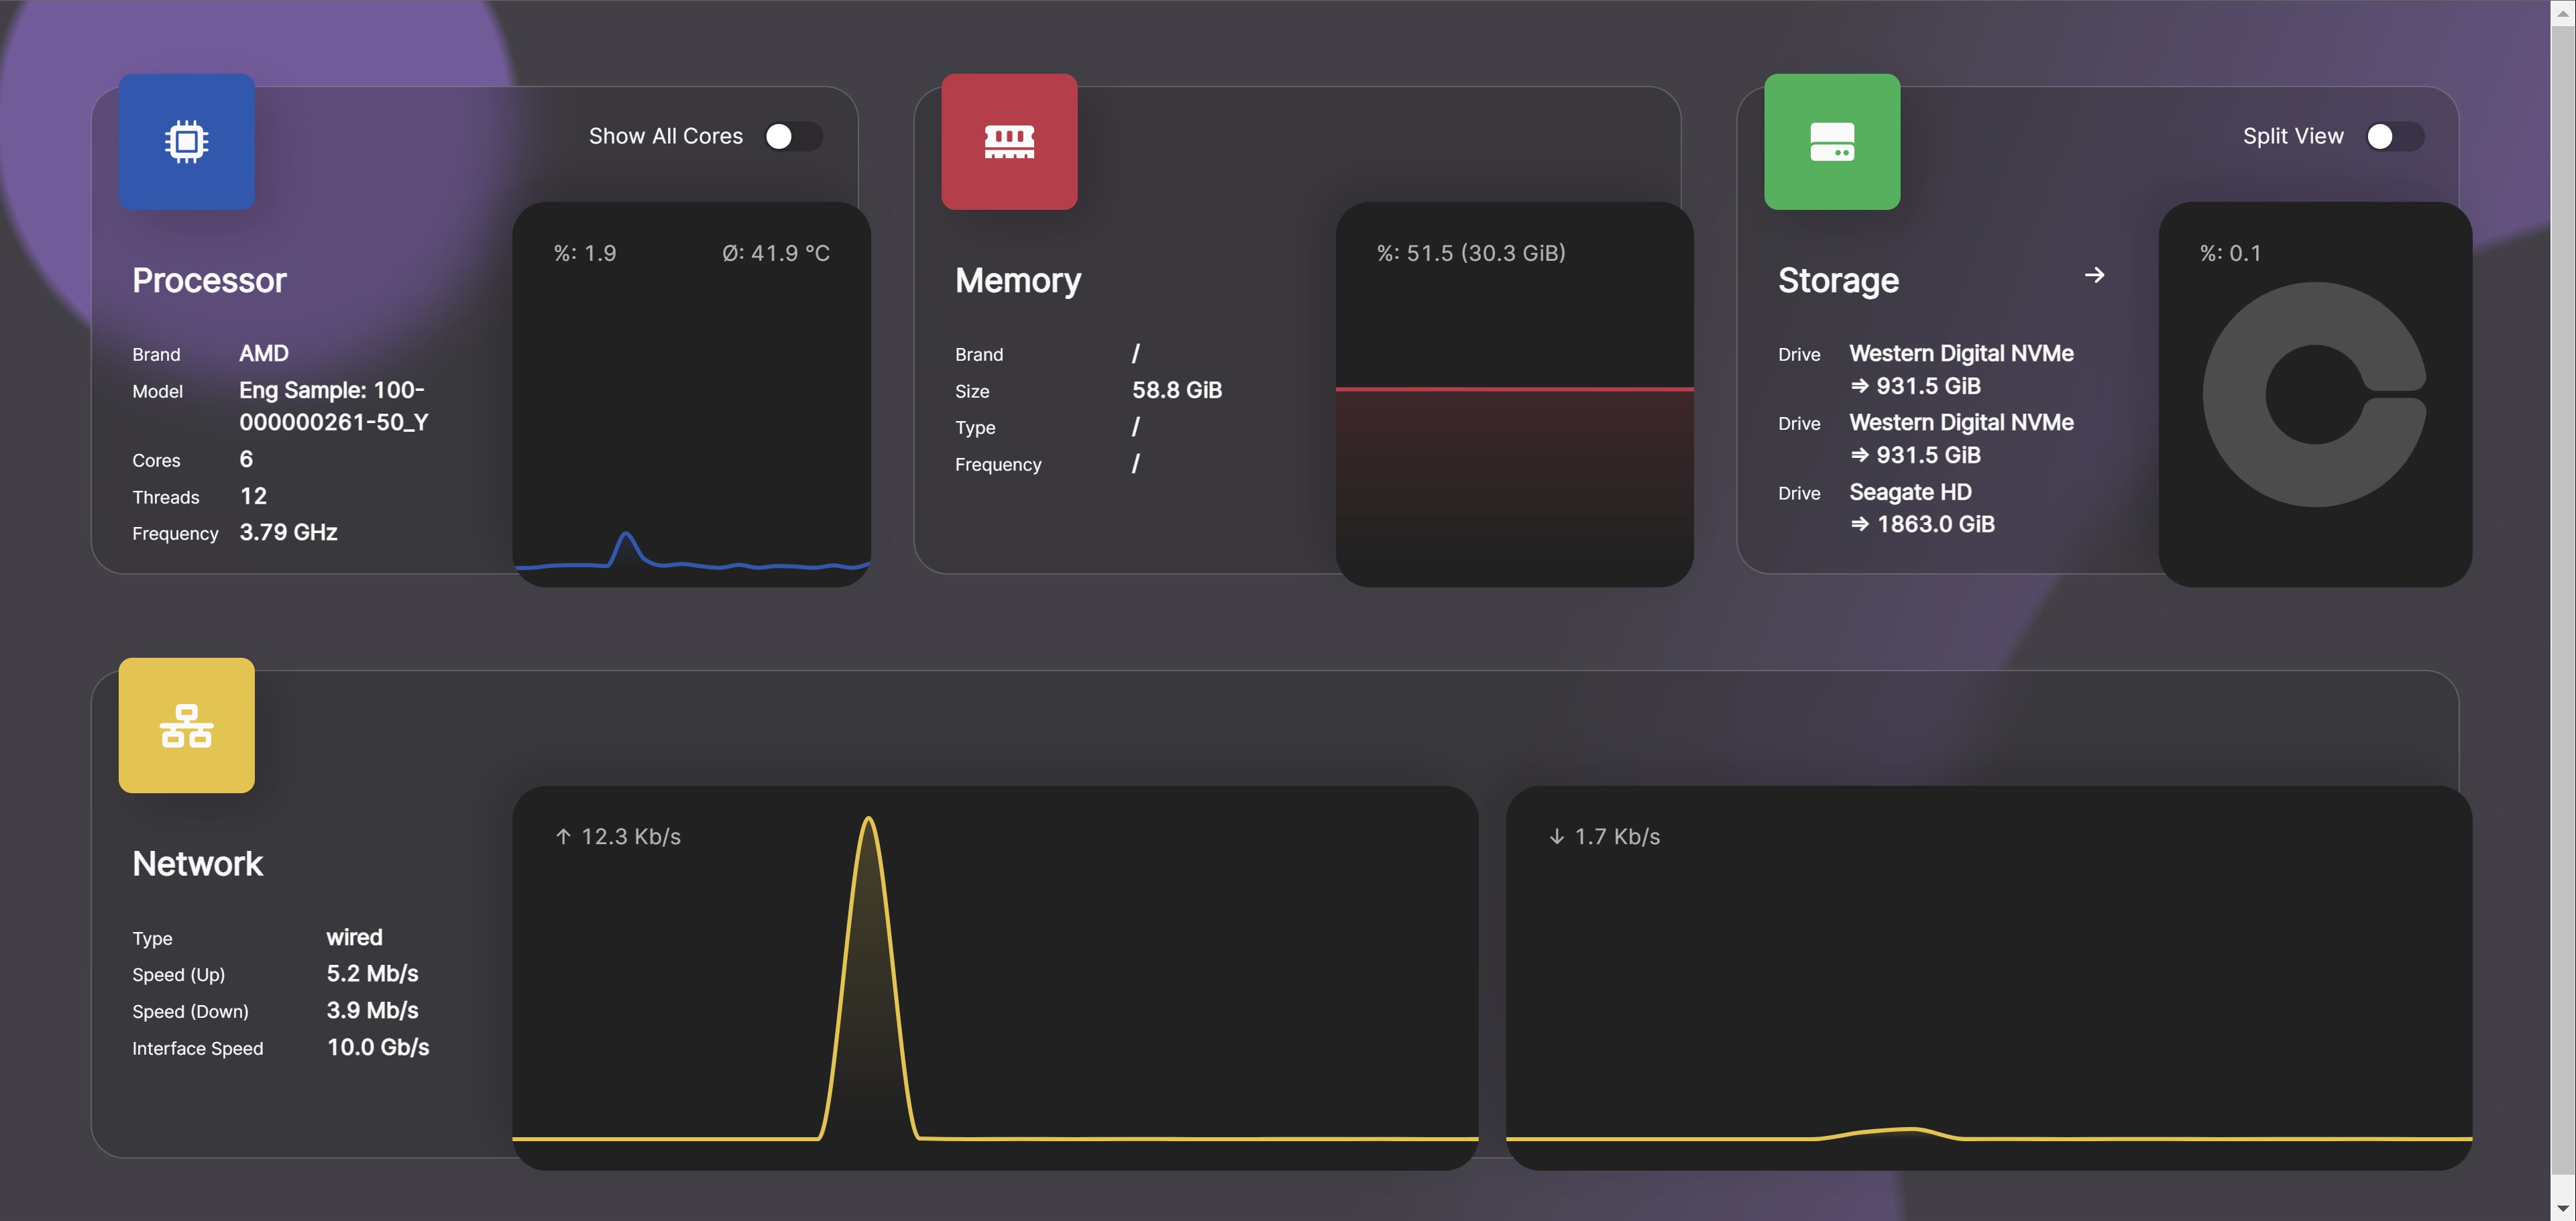 Show All Cores
%: 1.9 Ø: 41.9 °C
Processor
Brand AMD
Model Eng Sample: 100-
000000261-50_Y
Cores 6
Threads 12
Frequency 3.79 GHz
%: 51.5 (30.3 GiB)
Memory
Brand /
Size 58.8 GiB
Type /
Frequency /
Split View
%: 0.1
Storage →
Drive Western Digital NVMe
⇒ 931.5 GiB
Drive Western Digital NVMe
⇒ 931.5 GiB
Drive Seagate HD
⇒ 1863.0 GiB
Network
Type wired
Speed (Up) 5.2 Mb/s
Speed (Down) 3.9 Mb/s
Interface Speed 10.0 Gb/s
↑ 12.3 Kb/s
↓ 1.7 Kb/s